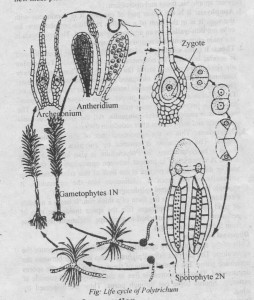 Zygote
Antheridium
Archegonium
Gametophytes 1N
Sporophyte 2N
Fig: Life cycle of Polytrichum